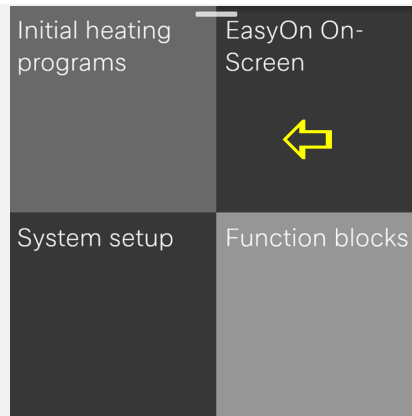 Initial heating
programs
EasyOn On-
Screen
System setup
Function blocks